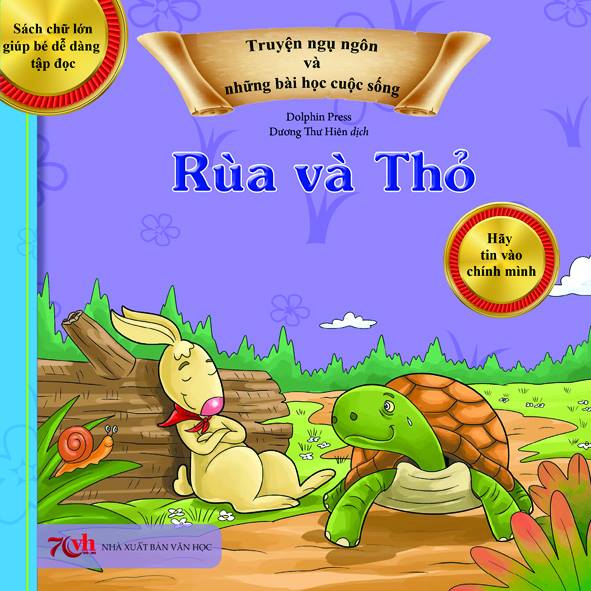 Sách chữ lớn
giúp bé dễ dàng
tập đọc
Truyện ngụ ngôn
và
những bài học cuộc sống
Dolphin Press
Dương Thư Hiên dịch
Rùa và Thỏ
Hãy
tin vào
chính mình
70vh NHÀ XUẤT BẢN VĂN HỌC